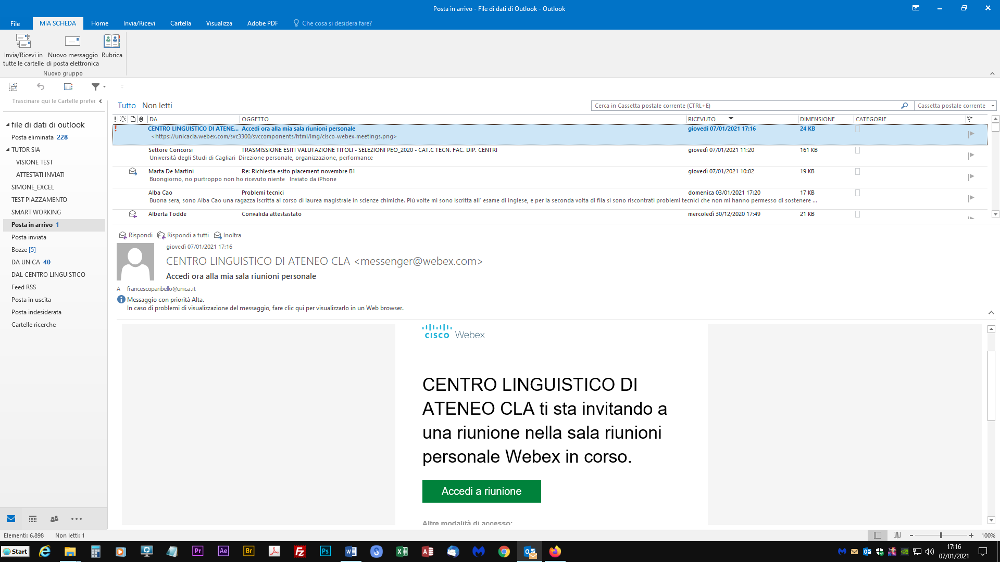 Posta in arrivo - File di dati di Outlook - Outlook
File
MIA SCHEDA
Home
Invia/Ricevi
Cartella
Visualizza
Adobe PDF
Che cosa si desidera fare?
Invia/Ricevi in tutte le cartelle
Nuovo messaggio di posta elettronica
Rubrica
Nuovo gruppo
Trascinare qui le Cartelle prefer
file di dati di outlook
Posta eliminata 228
TUTOR SIA
VISIONE TEST
ATTESTATI INVIATI
SIMONE_EXCEL
TEST PIAZZAMENTO
SMART WORKING
Posta in arrivo 1
Posta inviata
Bozze [5]
DA UNICA 40
DAL CENTRO LINGUISTICO
Feed RSS
Posta in uscita
Posta indesiderata
Cartelle ricerche
Tutto Non letti
Cerca in Cassetta postale corrente (CTRL+E)
Cassetta postale corrente
! DA OGGETTO RICEVUTO DIMENSIONE CATEGORIE
! CENTRO LINGUISTICO DI ATENE... Accedi ora alla mia sala riunioni personale giovedì 07/01/2021 17:16 24 KB
<https://unicacla.webex.com/svc3300/svccomponents/html/img/cisco-webex-meetings.png>
Settore Concorsi TRASMISSIONE ESITI VALUTAZIONE TITOLI - SELEZIONI PEO_2020 - CAT.C TECN. FAC. DIP. CENTRI giovedì 07/01/2021 11:20 161 KB
Università degli Studi di Cagliari Direzione personale, organizzazione, performance
Marta De Martini Re: Richiesta esito placement novembre B1 giovedì 07/01/2021 10:02 19 KB
Buongiorno, no purtroppo non ho ricevuto niente Inviato da iPhone
Alba Cao Problemi tecnici domenica 03/01/2021 17:20 17 KB
Buona sera, sono Alba Cao una ragazza iscritta al corso di laurea magistrale in scienze chimiche. Più volte mi sono iscritta all' esame di inglese, e per la seconda volta di fila si sono riscontrati problemi tecnici che non mi hanno permesso di sostenere ...
Alberta Todde Convalida attestastato mercoledì 30/12/2020 17:49 21 KB
Rispondi Rispondi a tutti Inoltra
giovedì 07/01/2021 17:16
CENTRO LINGUISTICO DI ATENEO CLA <messenger@webex.com>
Accedi ora alla mia sala riunioni personale
A francescoparibello@unica.it
Messaggio con priorità Alta.
In caso di problemi di visualizzazione del messaggio, fare clic qui per visualizzarlo in un Web browser.
CISCO Webex
CENTRO LINGUISTICO DI
ATENEO CLA ti sta invitando a
una riunione nella sala riunioni
personale Webex in corso.
Accedi a riunione
Altre modalità di accesso:
Elementi: 6.898 Non letti: 1
100%
Start
Pr
Ae
Br
Fz
Ps
17:16
07/01/2021